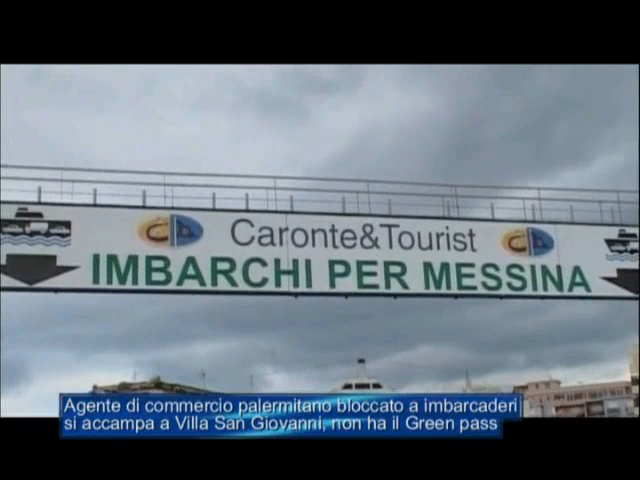 Caronte&Tourist
IMBARCHI PER MESSINA
Agente di commercio palermitano bloccato a imbarcaderi
si accampa a Villa San Giovanni, non ha il Green pass